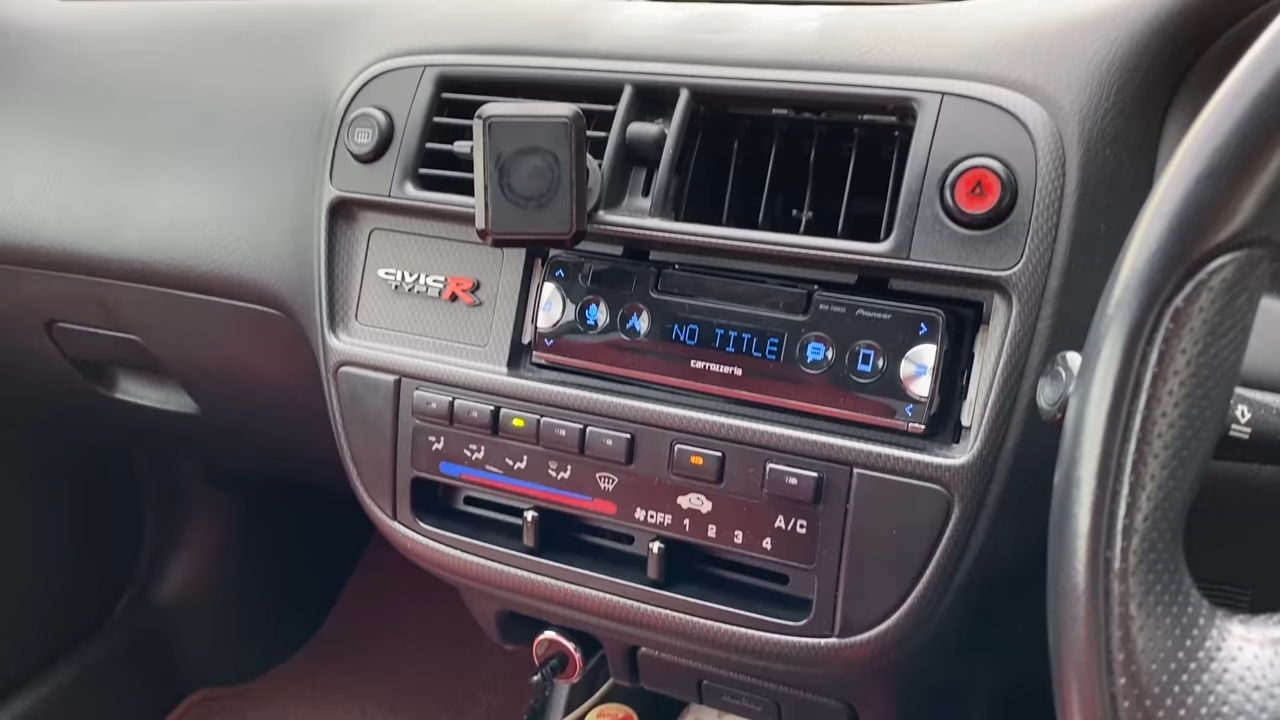 CIVIC R
TYPE
Pioneer
NO TITLE
carrozzeria
OFF 1 2 3 4
A/C